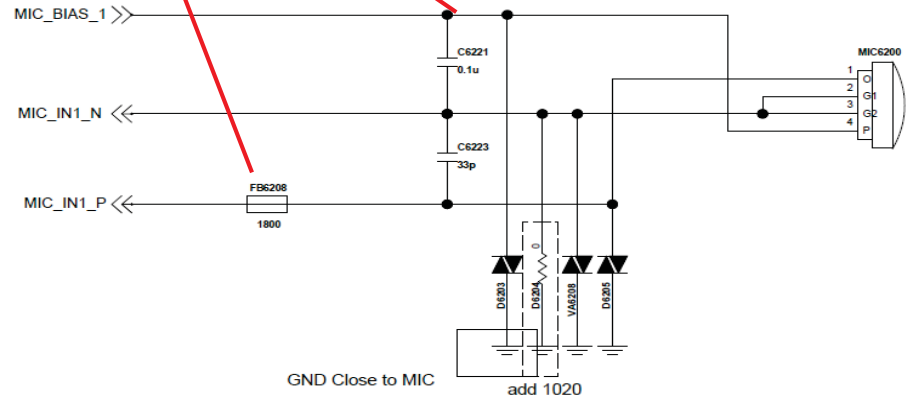 MIC_BIAS_1
C6221
0.1u
MIC6200
1
O
2
G1
MIC_IN1_N
3
G2
4
P
C6223
33p
FB6208
MIC_IN1_P
1800
0
D6203
D6204
VA6208
D6205
GND Close to MIC
add 1020